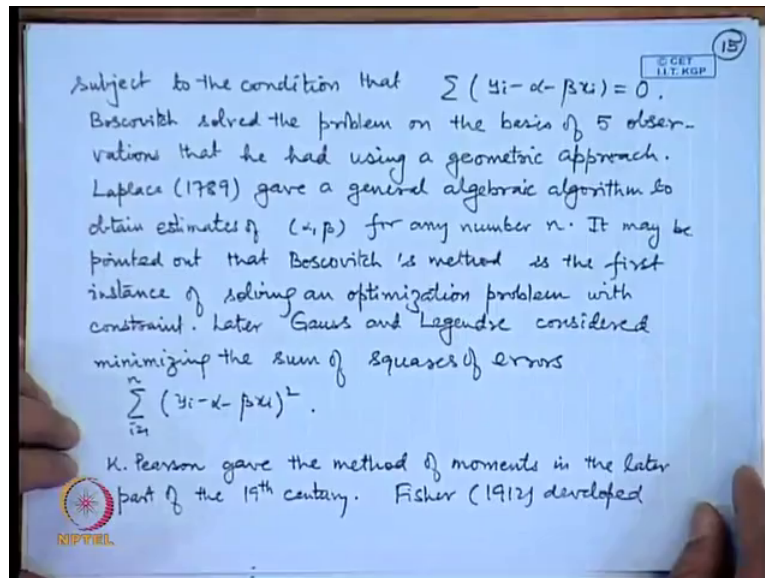 15
© CET
I.I.T. KGP
subject to the condition that Σ (yi - α - βxi) = 0.
Boscovitch solved the problem on the basis of 5 obser-
vations that he had using a geometric approach.
Laplace (1789) gave a general algebraic algorithm to
obtain estimates of (α, β) for any number n. It may be
pointed out that Boscovitch's method is the first
instance of solving an optimization problem with
constraint. Later Gauss and Legendre considered
minimizing the sum of squares of errors
n
Σ (yi - α - βxi)².
i=1
K. Pearson gave the method of moments in the later
part of the 19th century. Fisher (1912) developed
NPTEL